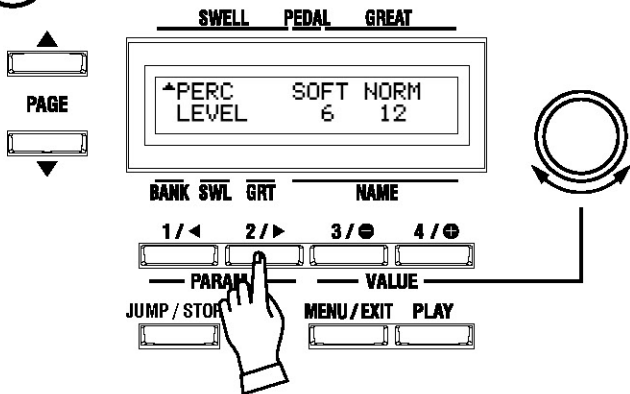 SWELL PEDAL GREAT
PAGE
PERC SOFT NORM
LEVEL 6 12
BANK SWL GRT NAME
1/◀ 2/▶ 3/⊖ 4/⊕
PARAM VALUE
JUMP / STOP MENU / EXIT PLAY